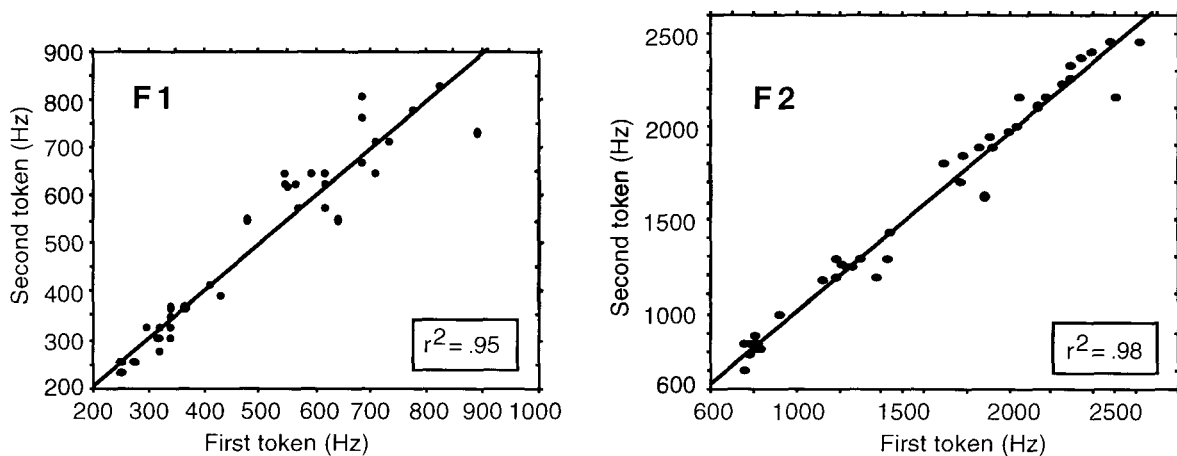 F1
Second token (Hz)
900
800
700
600
500
400
300
200
r² = .95
200 300 400 500 600 700 800 900 1000
First token (Hz)
F2
Second token (Hz)
2500
2000
1500
1000
600
r² = .98
600 1000 1500 2000 2500
First token (Hz)